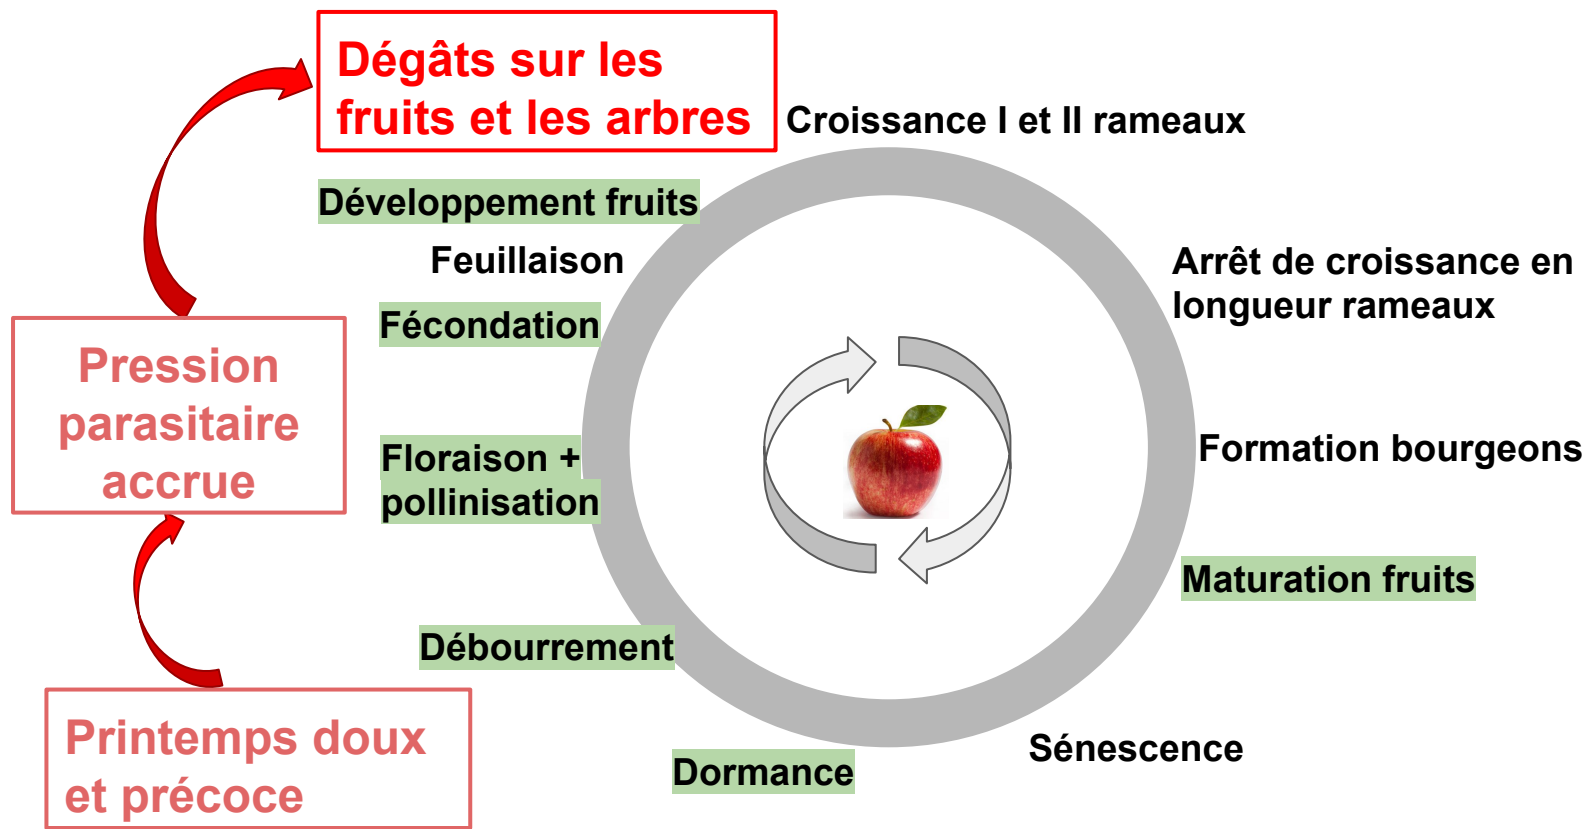 Dégâts sur les
fruits et les arbres
Croissance I et II rameaux
Développement fruits
Feuillaison
Arrêt de croissance en
longueur rameaux
Fécondation
Pression
parasitaire
accrue
Floraison +
pollinisation
Formation bourgeons
Maturation fruits
Débourrement
Printemps doux
et précoce
Sénescence
Dormance